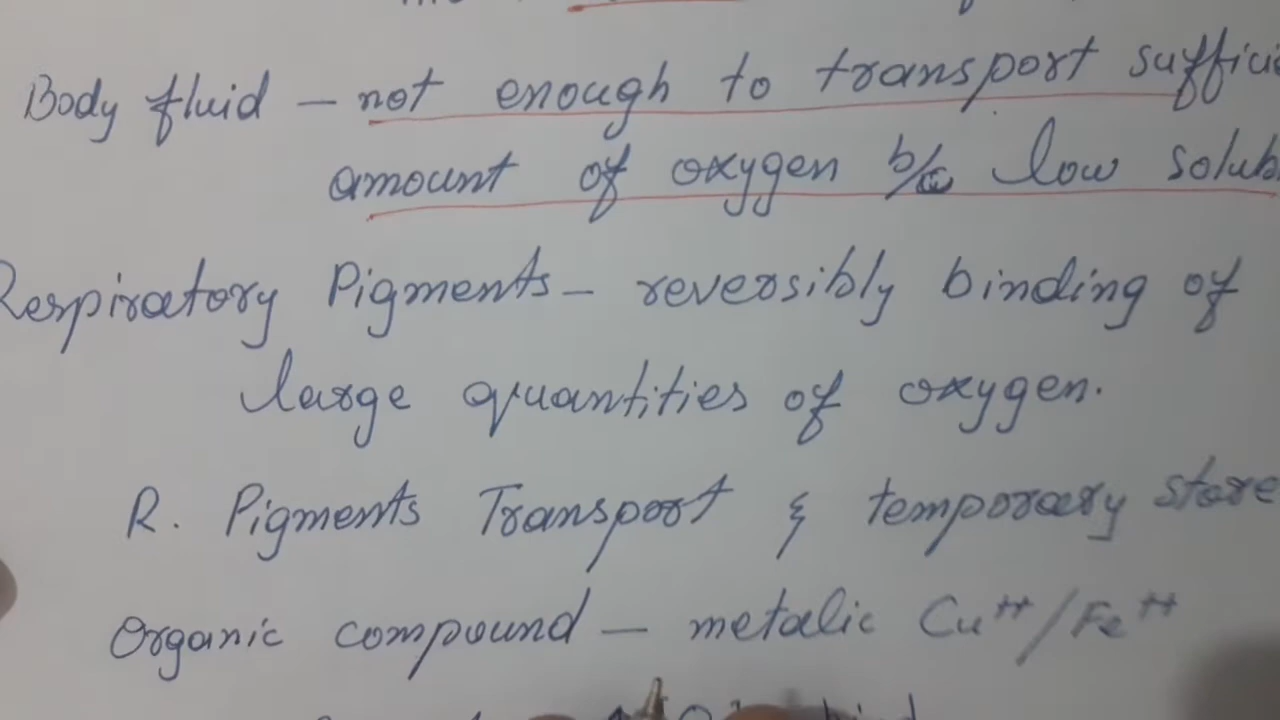 Body fluid – not enough to transport suffici
amount of oxygen b/c low solub
Respiratory Pigments – reversibly binding of
large quantities of oxygen.
R. Pigments Transport & temporary store
Organic compound – metalic Cu++/Fe++